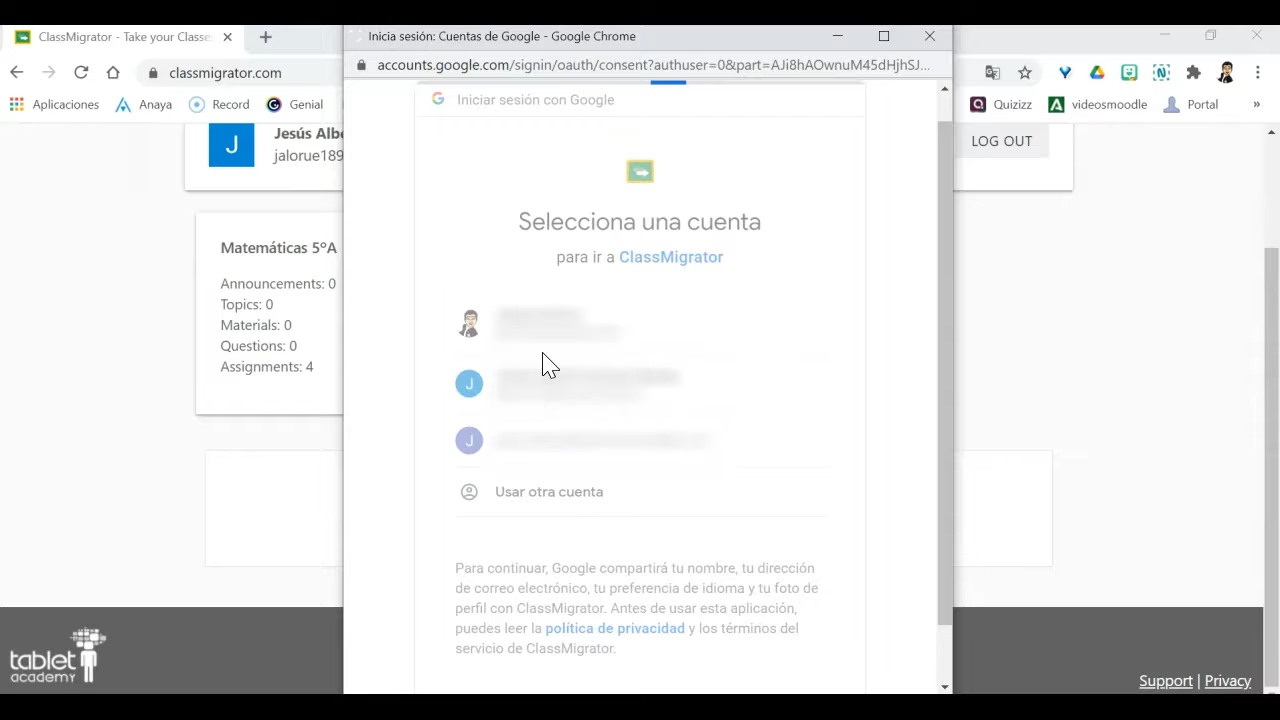 ClassMigrator - Take your Classes
Inicia sesión: Cuentas de Google - Google Chrome
classmigrator.com
accounts.google.com/signin/oauth/consent?authuser=0&part=AJi8hAOwnuM45dHjhSJ...
Aplicaciones
Anaya
Record
Genial
Quizizz
videosmoodle
Portal
»
Jesús Albe
jalorue189
LOG OUT
Matemáticas 5ºA
Announcements: 0
Topics: 0
Materials: 0
Questions: 0
Assignments: 4
Iniciar sesión con Google
Selecciona una cuenta
para ir a ClassMigrator
J
J
J
Usar otra cuenta
Para continuar, Google compartirá tu nombre, tu dirección
de correo electrónico, tu preferencia de idioma y tu foto de
perfil con ClassMigrator. Antes de usar esta aplicación,
puedes leer la política de privacidad y los términos del
servicio de ClassMigrator.
tablet
academy
Support | Privacy